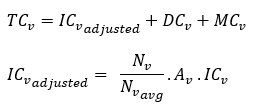 TC_v = IC_{v_{adjusted}} + DC_v + MC_v
IC_{v_{adjusted}} = \frac{N_v}{N_{v_{avg}}} . A_v . IC_v